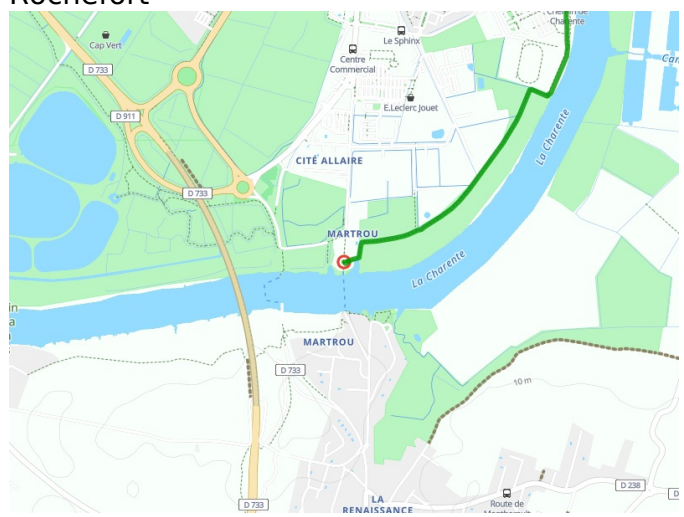 Rochefort
Cap Vert
Le Sphinx
Charente
Centre
Commercial
D 733
E.Leclerc Jouet
D 911
La Charente
CITÉ ALLAIRE
D 733
MARTROU
La Charente
MARTROU
D 733
10 m
D 238
D 733
LA
RENAISSANCE
Route de